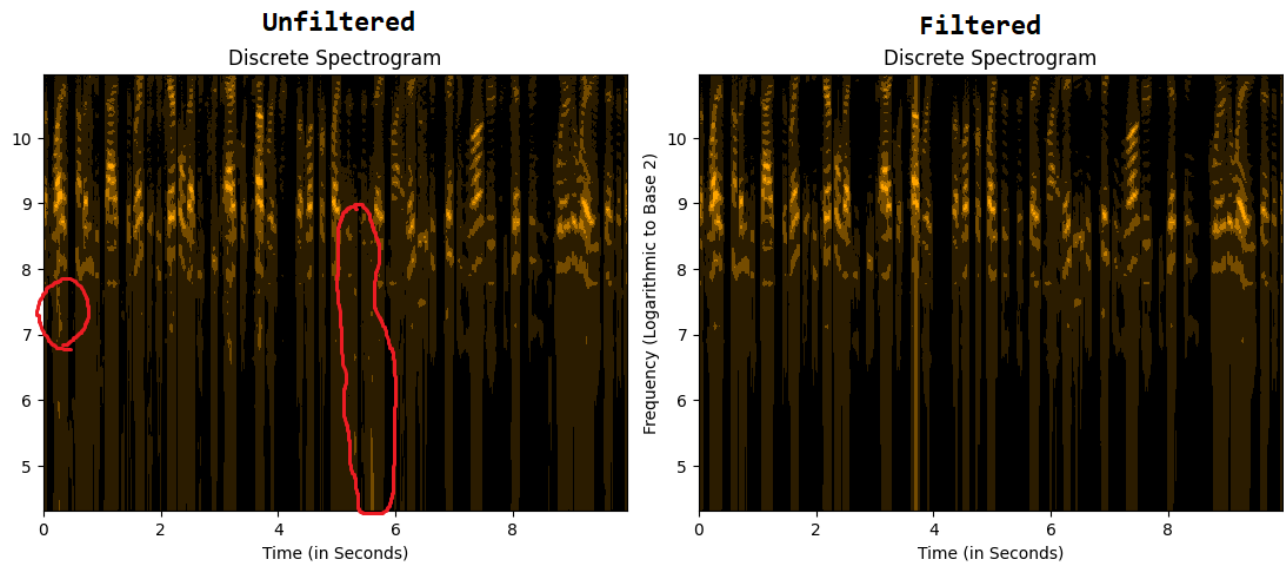 Unfiltered
Discrete Spectrogram
10
9
8
7
6
5
0 2 4 6 8
Time (in Seconds)
Filtered
Discrete Spectrogram
Frequency (Logarithmic to Base 2)
10
9
8
7
6
5
0 2 4 6 8
Time (in Seconds)